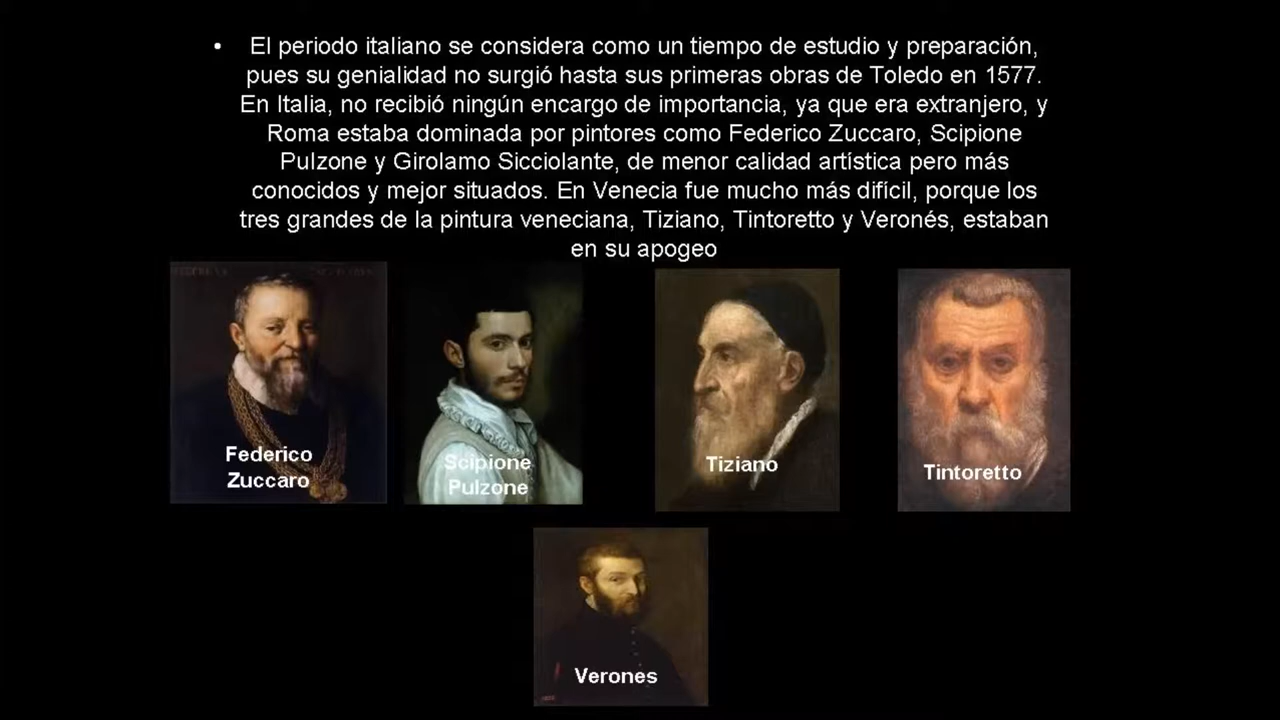 • El periodo italiano se considera como un tiempo de estudio y preparación,
pues su genialidad no surgió hasta sus primeras obras de Toledo en 1577.
En Italia, no recibió ningún encargo de importancia, ya que era extranjero, y
Roma estaba dominada por pintores como Federico Zuccaro, Scipione
Pulzone y Girolamo Sicciolante, de menor calidad artística pero más
conocidos y mejor situados. En Venecia fue mucho más difícil, porque los
tres grandes de la pintura veneciana, Tiziano, Tintoretto y Veronés, estaban
en su apogeo
Federico
Zuccaro
Scipione
Pulzone
Tiziano
Tintoretto
Verones